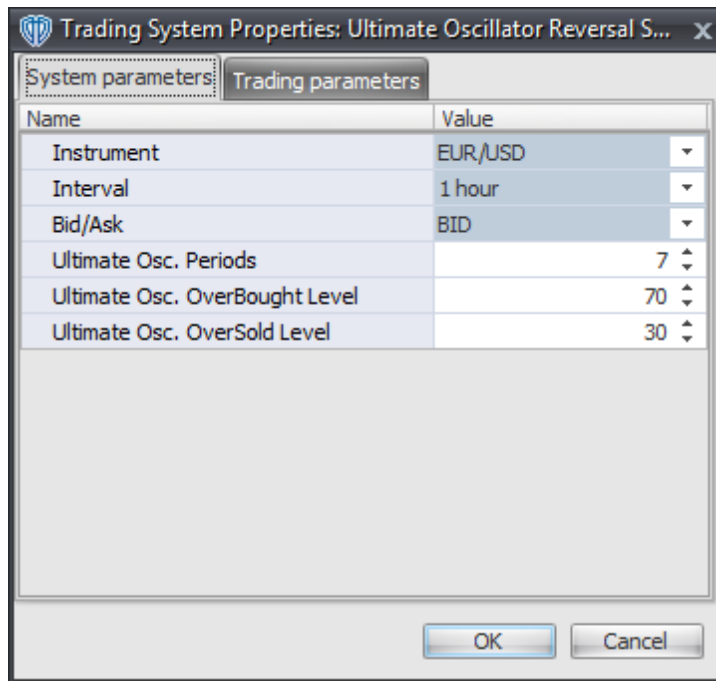 Trading System Properties: Ultimate Oscillator Reversal S...
System parameters Trading parameters
Name Value
Instrument EUR/USD
Interval 1 hour
Bid/Ask BID
Ultimate Osc. Periods 7
Ultimate Osc. OverBought Level 70
Ultimate Osc. OverSold Level 30
OK Cancel